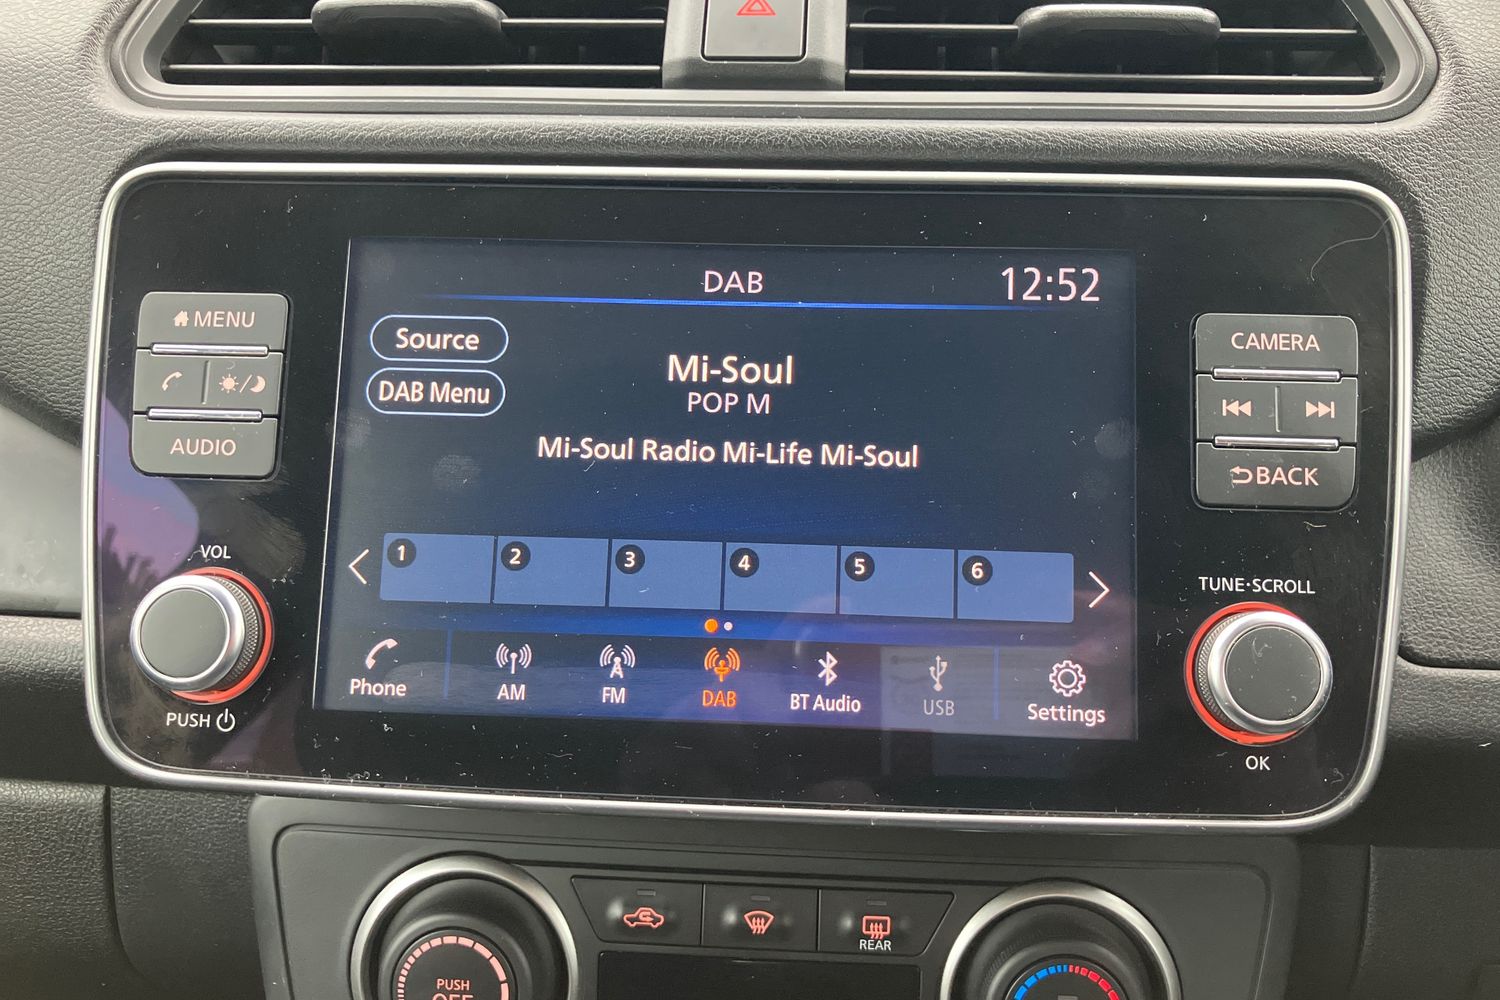 DAB
12:52
MENU
Source
CAMERA
Mi-Soul
DAB Menu
POP M
AUDIO
Mi-Soul Radio Mi-Life Mi-Soul
BACK
VOL
1 2 3 4 5 6
TUNE·SCROLL
Phone
AM
FM
DAB
BT Audio
USB
Settings
PUSH
OK
REAR
PUSH
OFF